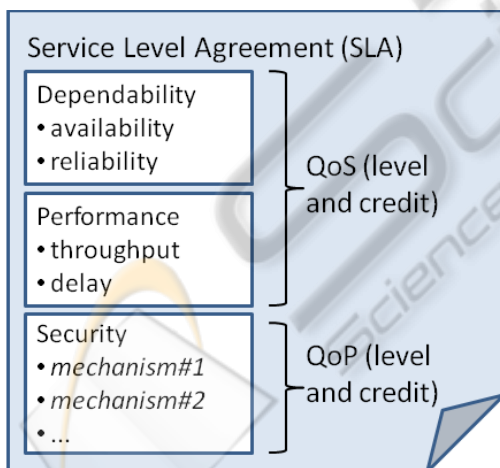 Service Level Agreement (SLA)
Dependability
• availability
• reliability
Performance
• throughput
• delay
QoS (level
and credit)
Security
• mechanism#1
• mechanism#2
• ...
QoP (level
and credit)
Science